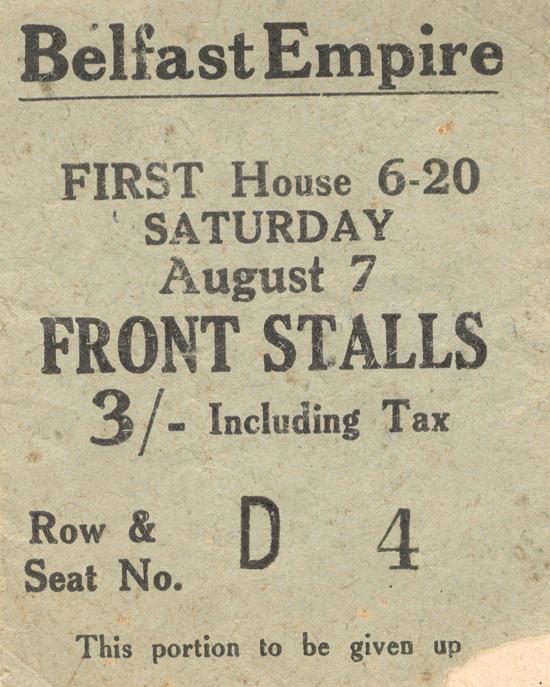 Belfast Empire
FIRST House 6-20
SATURDAY
August 7
FRONT STALLS
3/- Including Tax
Row &
Seat No.
D 4
This portion to be given up